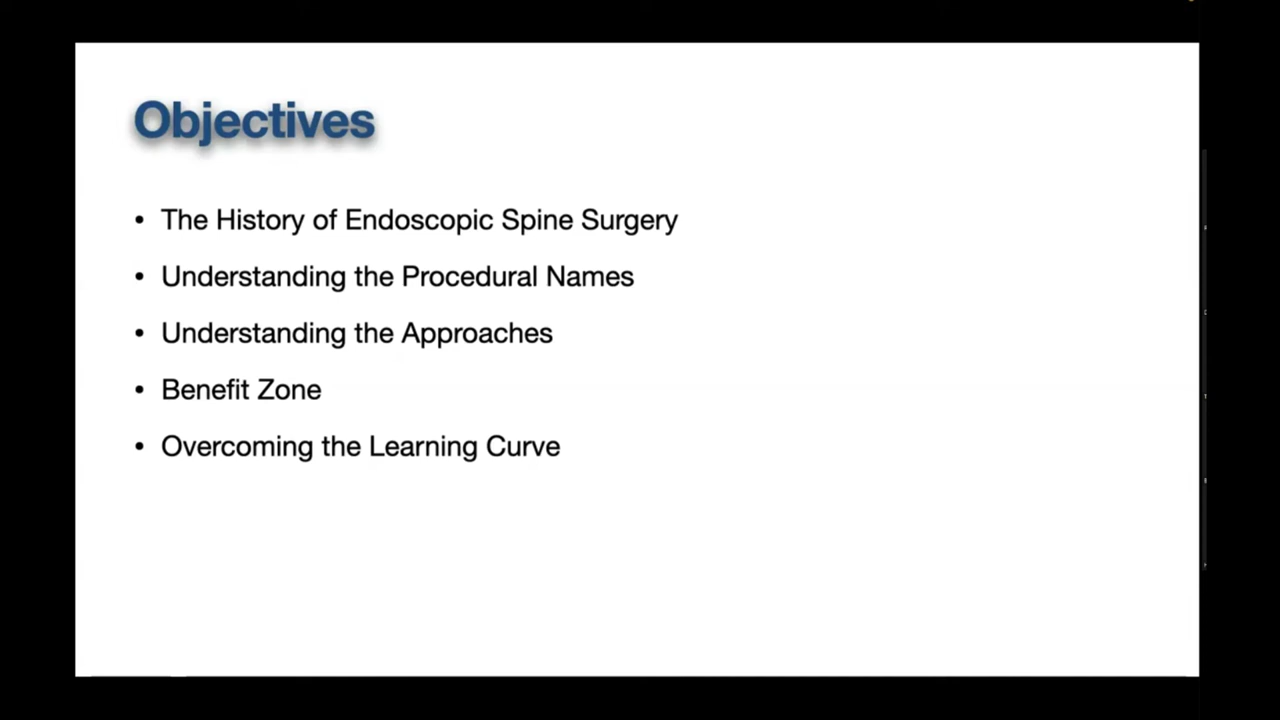 Objectives
• The History of Endoscopic Spine Surgery
• Understanding the Procedural Names
• Understanding the Approaches
• Benefit Zone
• Overcoming the Learning Curve